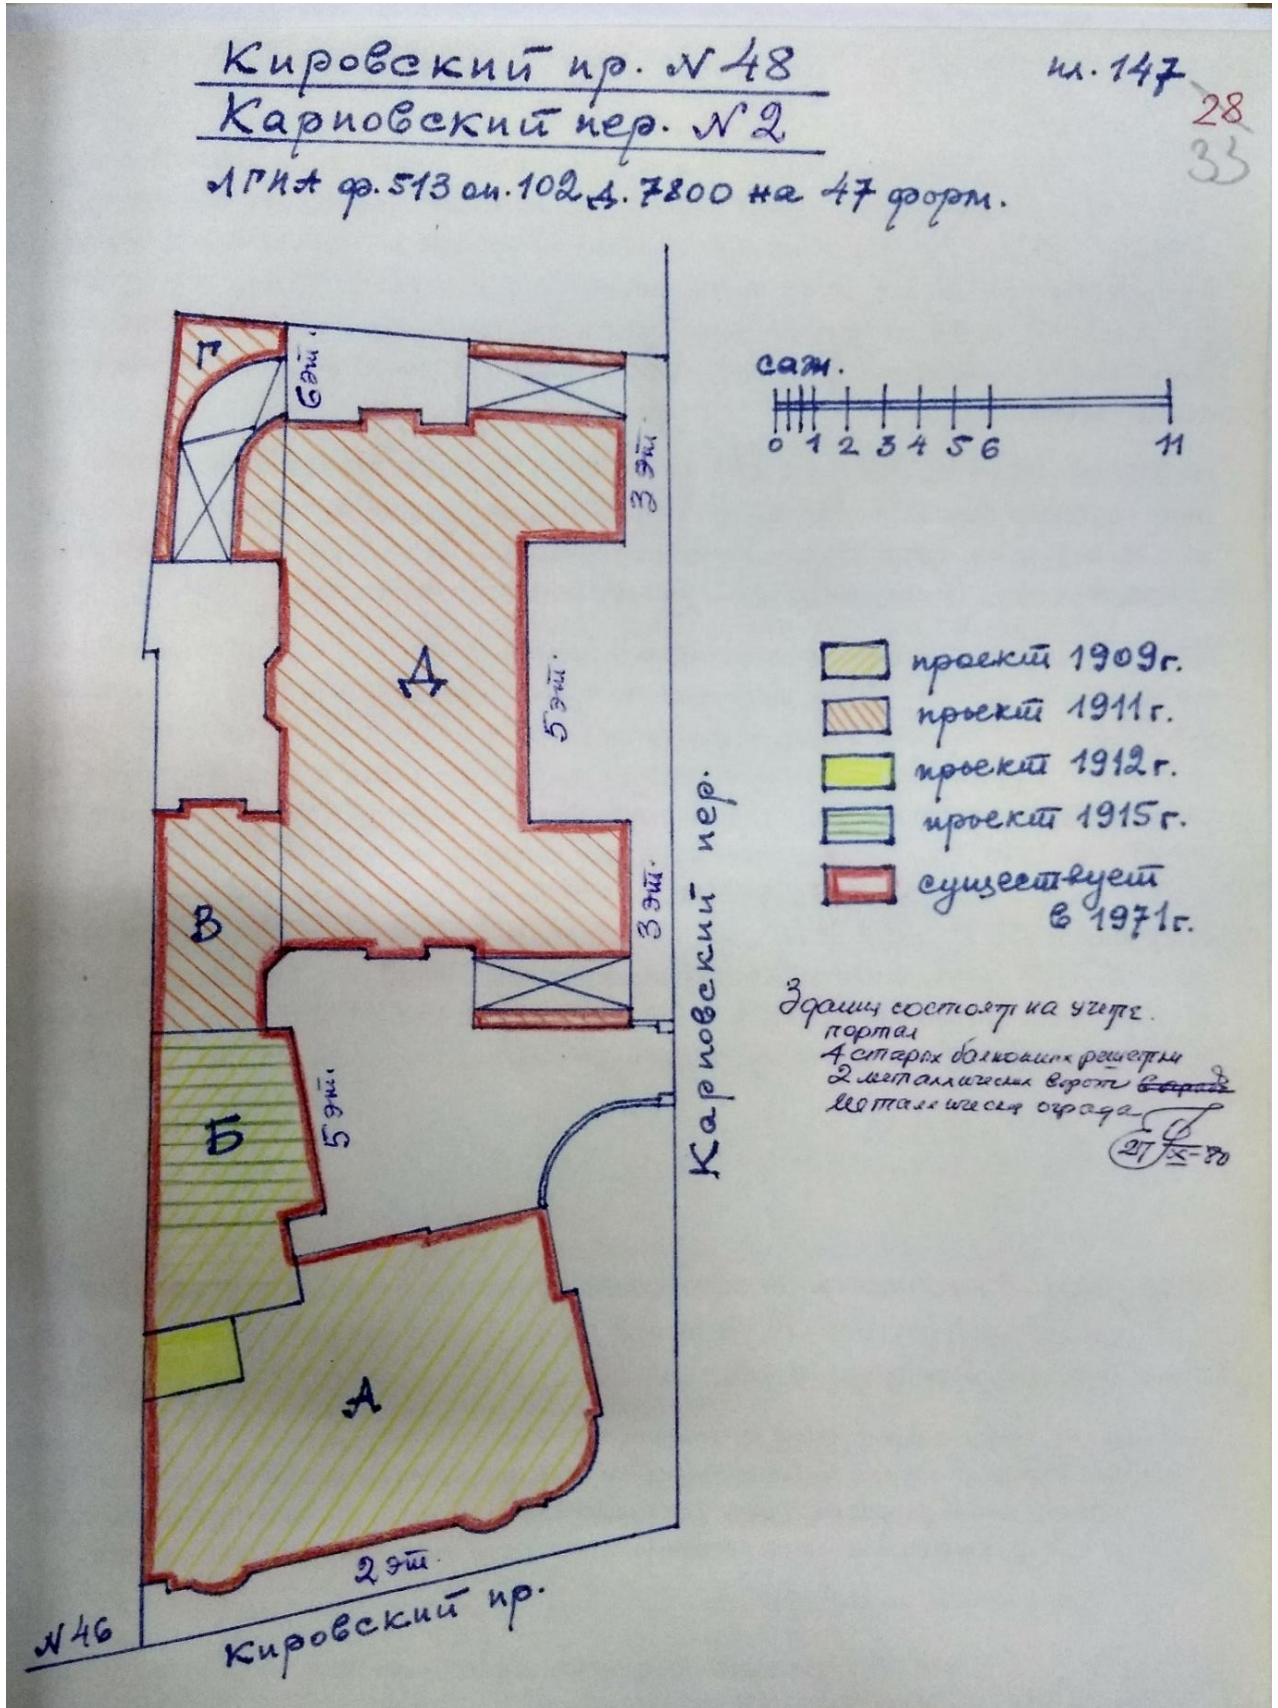 Кировский пр. N 48
пл. 147
28
33
Карповский пер. N 2
ЛГИА ф. 513 оп. 102 д. 7800 на 47 форм.
Г
6 эт.
3 эт.
саж.
0 1 2 3 4 5 6 11
Д
5 эт.
проект 1909 г.
проект 1911 г.
проект 1912 г.
проект 1915 г.
существует
в 1971 г.
Карповский пер.
В
3 эт.
Здания состоят на учете.
портал
4 старых балконных решетки
2 металлических ворот
Металлическая ограда
27 X-80
Б
5 эт.
А
2 эт.
Кировский пр.
N 46